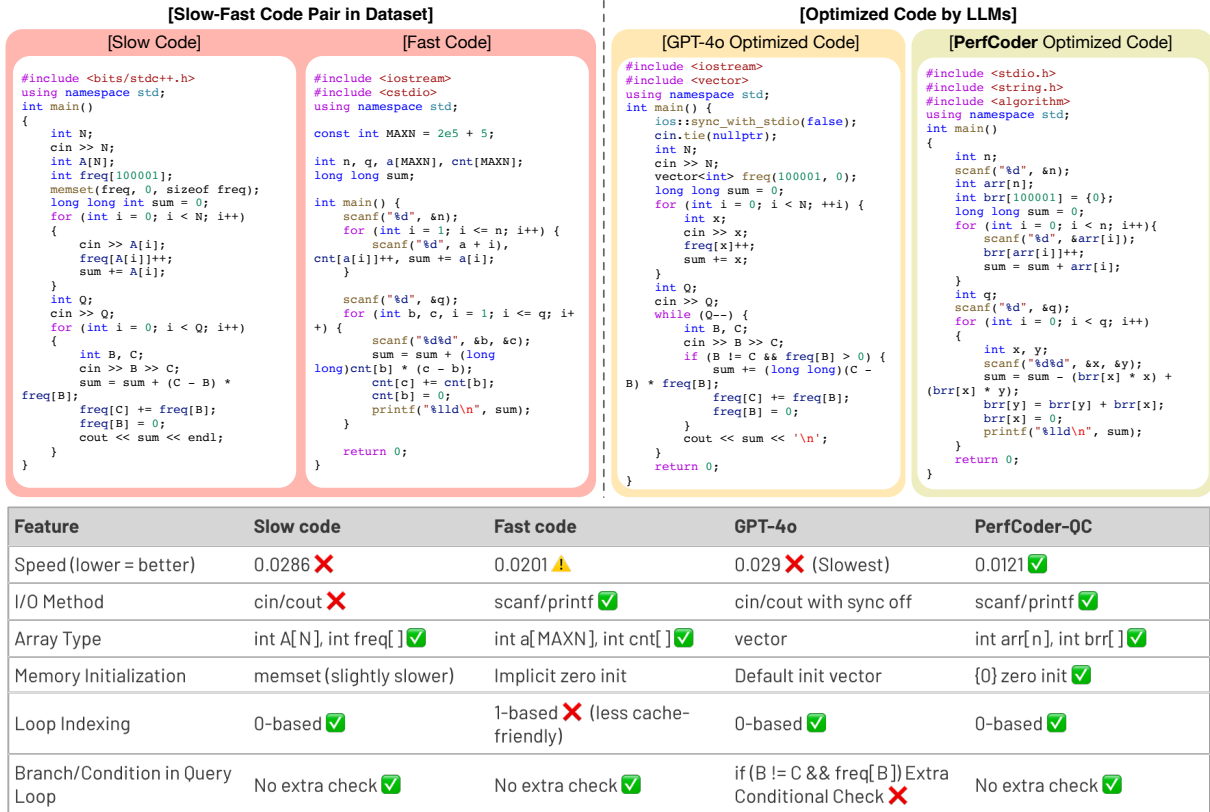 [Slow-Fast Code Pair in Dataset]
[Optimized Code by LLMs]
[Slow Code]
#include <bits/stdc++.h>
using namespace std;
int main()
{
    int N;
    cin >> N;
    int A[N];
    int freq[100001];
    memset(freq, 0, sizeof freq);
    long long int sum = 0;
    for (int i = 0; i < N; i++)
    {
        cin >> A[i];
        freq[A[i]]++;
        sum += A[i];
    }
    int Q;
    cin >> Q;
    for (int i = 0; i < Q; i++)
    {
        int B, C;
        cin >> B >> C;
        sum = sum + (C - B) *
freq[B];
        freq[C] += freq[B];
        freq[B] = 0;
        cout << sum << endl;
    }
}
[Fast Code]
#include <iostream>
#include <cstdio>
using namespace std;
const int MAXN = 2e5 + 5;
int n, q, a[MAXN], cnt[MAXN];
long long sum;
int main() {
    scanf("%d", &n);
    for (int i = 1; i <= n; i++) {
        scanf("%d", a + i),
cnt[a[i]]++, sum += a[i];
    }
    scanf("%d", &q);
    for (int b, c, i = 1; i <= q; i+
+) {
        scanf("%d%d", &b, &c);
        sum = sum + (long
long)cnt[b] * (c - b);
        cnt[c] += cnt[b];
        cnt[b] = 0;
        printf("%lld\n", sum);
    }
    return 0;
}
[GPT-4o Optimized Code]
#include <iostream>
#include <vector>
using namespace std;
int main() {
    ios::sync_with_stdio(false);
    cin.tie(nullptr);
    int N;
    cin >> N;
    vector<int> freq(100001, 0);
    long long sum = 0;
    for (int i = 0; i < N; ++i) {
        int x;
        cin >> x;
        freq[x]++;
        sum += x;
    }
    int Q;
    cin >> Q;
    while (Q--) {
        int B, C;
        cin >> B >> C;
        if (B != C && freq[B] > 0) {
            sum += (long long)(C -
B) * freq[B];
            freq[C] += freq[B];
            freq[B] = 0;
        }
        cout << sum << '\n';
    }
    return 0;
}
[PerfCoder Optimized Code]
#include <stdio.h>
#include <string.h>
#include <algorithm>
using namespace std;
int main()
{
    int n;
    scanf("%d", &n);
    int arr[n];
    int brr[100001] = {0};
    long long sum = 0;
    for (int i = 0; i < n; i++){
        scanf("%d", &arr[i]);
        brr[arr[i]]++;
        sum = sum + arr[i];
    }
    int q;
    scanf("%d", &q);
    for (int i = 0; i < q; i++)
    {
        int x, y;
        scanf("%d%d", &x, &y);
        sum = sum - (brr[x] * x) +
(brr[x] * y);
        brr[y] = brr[y] + brr[x];
        brr[x] = 0;
        printf("%lld\n", sum);
    }
    return 0;
}
Feature Slow code Fast code GPT-4o PerfCoder-QC
Speed (lower = better) 0.0286 ❌ 0.0201 ⚠️ 0.029 ❌ (Slowest) 0.0121 ✅
I/O Method cin/cout ❌ scanf/printf ✅ cin/cout with sync off scanf/printf ✅
Array Type int A[N], int freq[] ✅ int a[MAXN], int cnt[] ✅ vector int arr[n], int brr[] ✅
Memory Initialization memset (slightly slower) Implicit zero init Default init vector {0} zero init ✅
Loop Indexing 0-based ✅ 1-based ❌ (less cache-
friendly) 0-based ✅ 0-based ✅
Branch/Condition in Query
Loop No extra check ✅ No extra check ✅ if (B != C && freq[B]) Extra
Conditional Check ❌ No extra check ✅